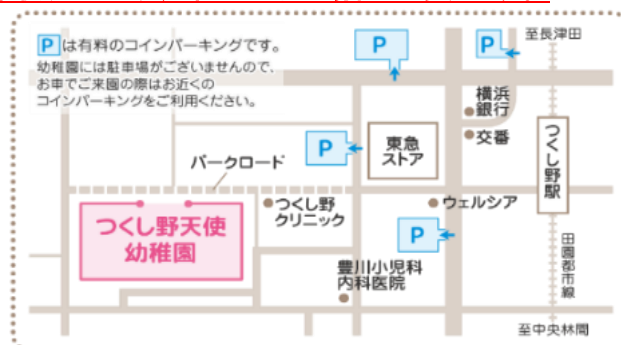 Pは有料のコインパーキングです。
幼稚園には駐車場がございませんので、
お車でご来園の際はお近くの
コインパーキングをご利用ください。
P
P
至長津田
横浜
銀行
交番
P
東急
ストア
つくし野駅
パークロード
つくし野
クリニック
ウェルシア
つくし野天使
幼稚園
P
田園都市線
豊川小児科
内科医院
至中央林間